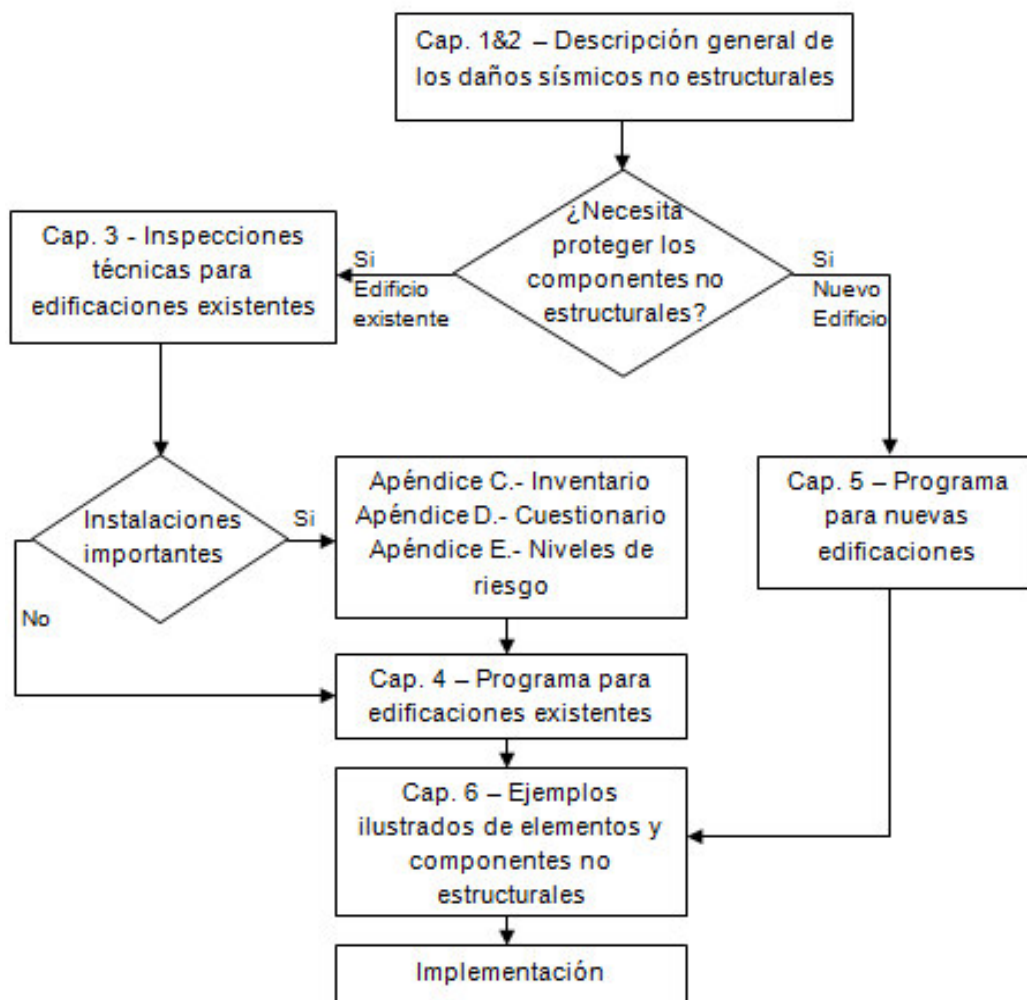 Cap. 1&2 – Descripción general de
los daños sísmicos no estructurales
¿Necesita
proteger los
componentes no
estructurales?
Si
Edificio
existente
Si
Nuevo
Edificio
Cap. 3 - Inspecciones
técnicas para
edificaciones existentes
Instalaciones
importantes
Si
No
Apéndice C.- Inventario
Apéndice D.- Cuestionario
Apéndice E.- Niveles de
riesgo
Cap. 5 – Programa
para nuevas
edificaciones
Cap. 4 – Programa para
edificaciones existentes
Cap. 6 – Ejemplos
ilustrados de elementos y
componentes no
estructurales
Implementación